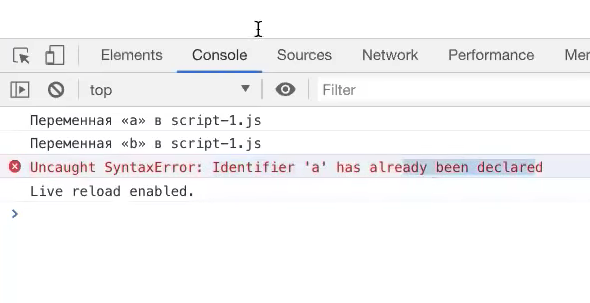 Elements Console Sources Network Performance Mer
top Filter
Переменная «a» в script-1.js
Переменная «b» в script-1.js
Uncaught SyntaxError: Identifier 'a' has already been declared
Live reload enabled.